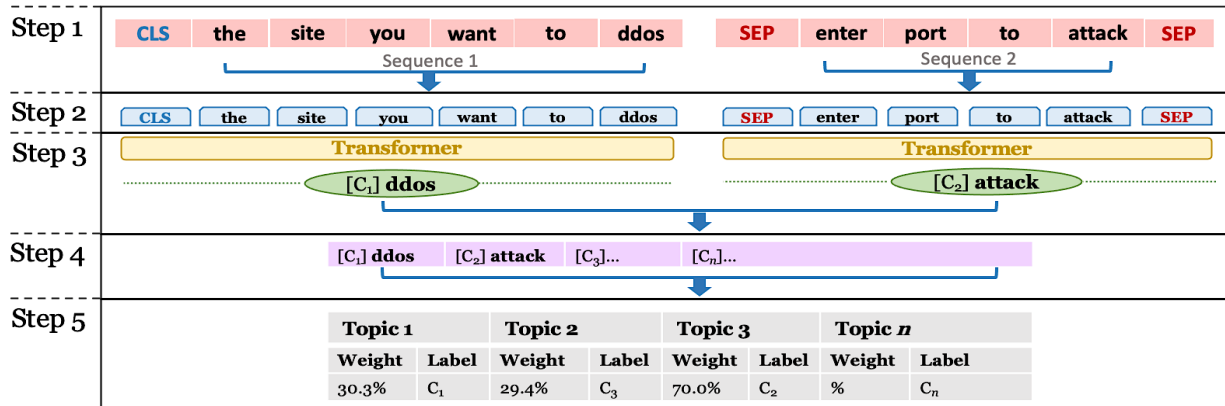 Step 1 CLS the site you want to ddos SEP enter port to attack SEP
Sequence 1 Sequence 2
Step 2 CLS the site you want to ddos SEP enter port to attack SEP
Step 3 Transformer Transformer
[C₁] ddos [C₂] attack
Step 4 [C₁] ddos [C₂] attack [C₃]... [Cₙ]...
Step 5
Topic 1 Topic 2 Topic 3 Topic n
Weight Label Weight Label Weight Label Weight Label
30.3% C₁ 29.4% C₃ 70.0% C₂ % Cₙ